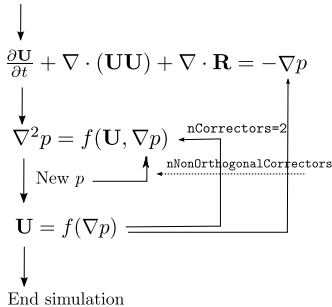 ∂U/∂t + ∇ · (UU) + ∇ · R = −∇p
nCorrectors=2
∇²p = f(U, ∇p)
nNonOrthogonalCorrectors
New p
U = f(∇p)
End simulation